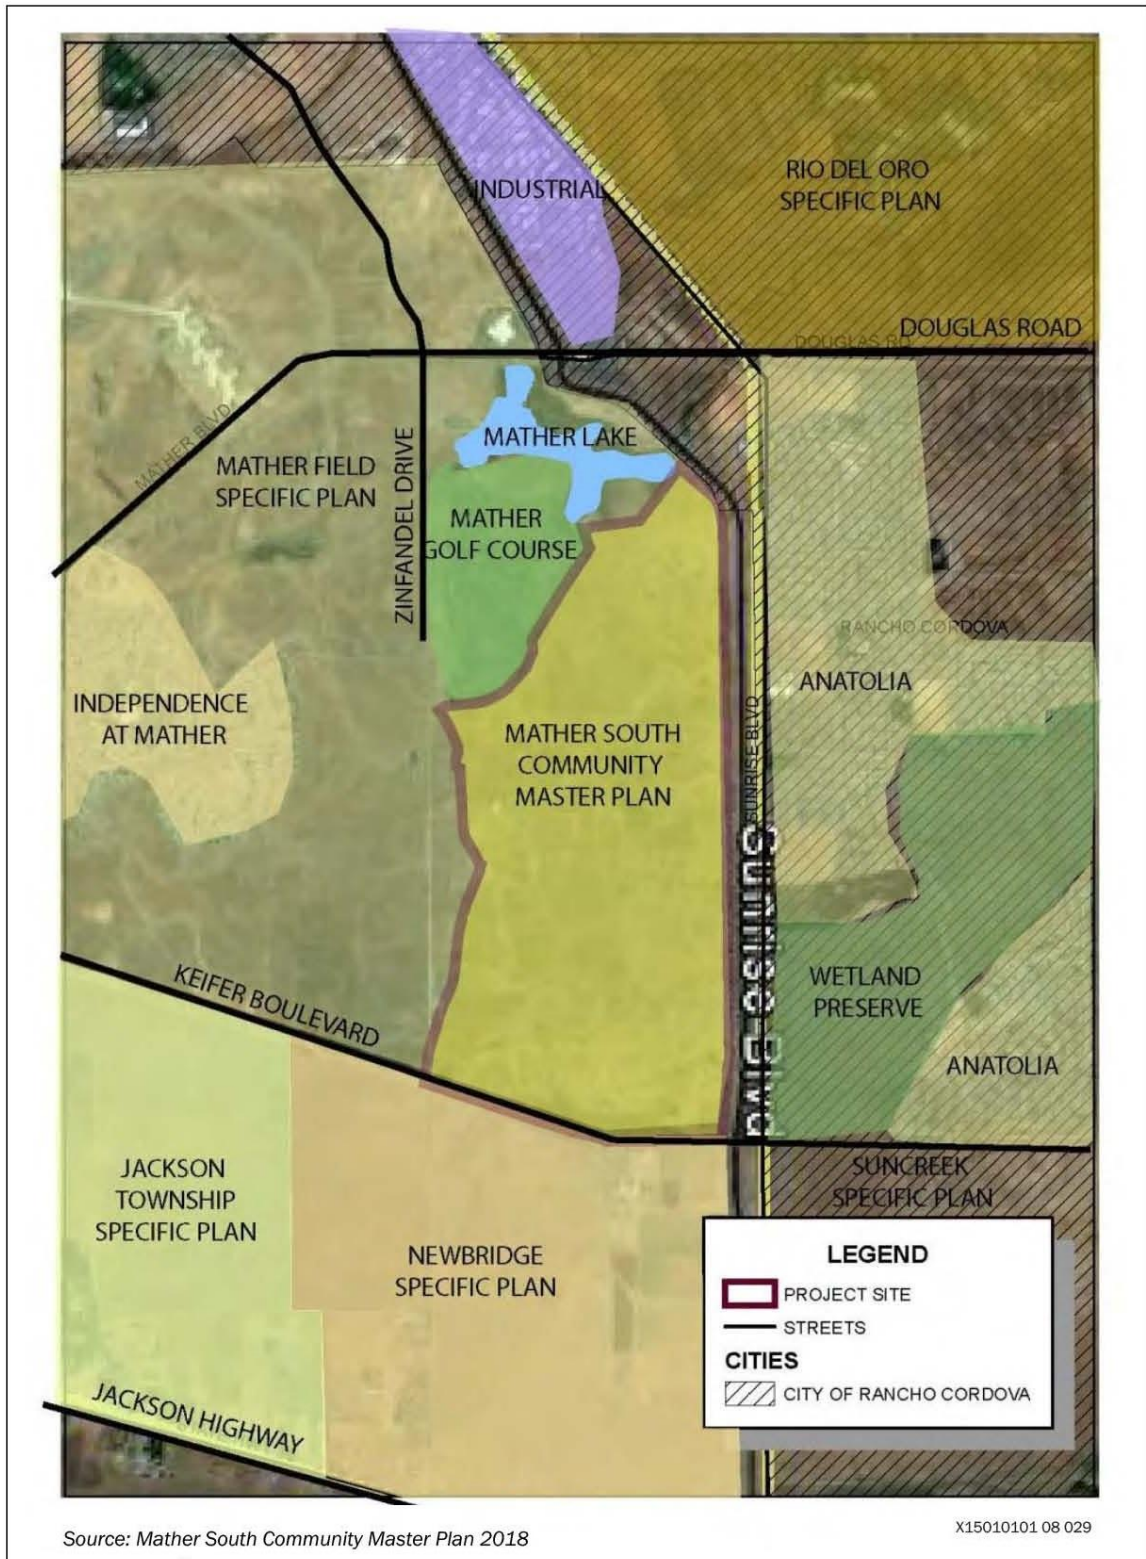 INDUSTRIAL
RIO DEL ORO
SPECIFIC PLAN
DOUGLAS ROAD
DOUGLAS RD
MATHER BLVD
MATHER LAKE
MATHER FIELD
SPECIFIC PLAN
ZINFANDEL DRIVE
MATHER
GOLF COURSE
RANCHO CORDOVA
ANATOLIA
INDEPENDENCE
AT MATHER
MATHER SOUTH
COMMUNITY
MASTER PLAN
SUNRISE BLVD
Sunrise Blvd
KEIFER BOULEVARD
WETLAND
PRESERVE
ANATOLIA
JACKSON
TOWNSHIP
SPECIFIC PLAN
SUNCREEK
SPECIFIC PLAN
NEWBRIDGE
SPECIFIC PLAN
JACKSON HIGHWAY
LEGEND
PROJECT SITE
STREETS
CITIES
CITY OF RANCHO CORDOVA
Source: Mather South Community Master Plan 2018
X15010101 08 029